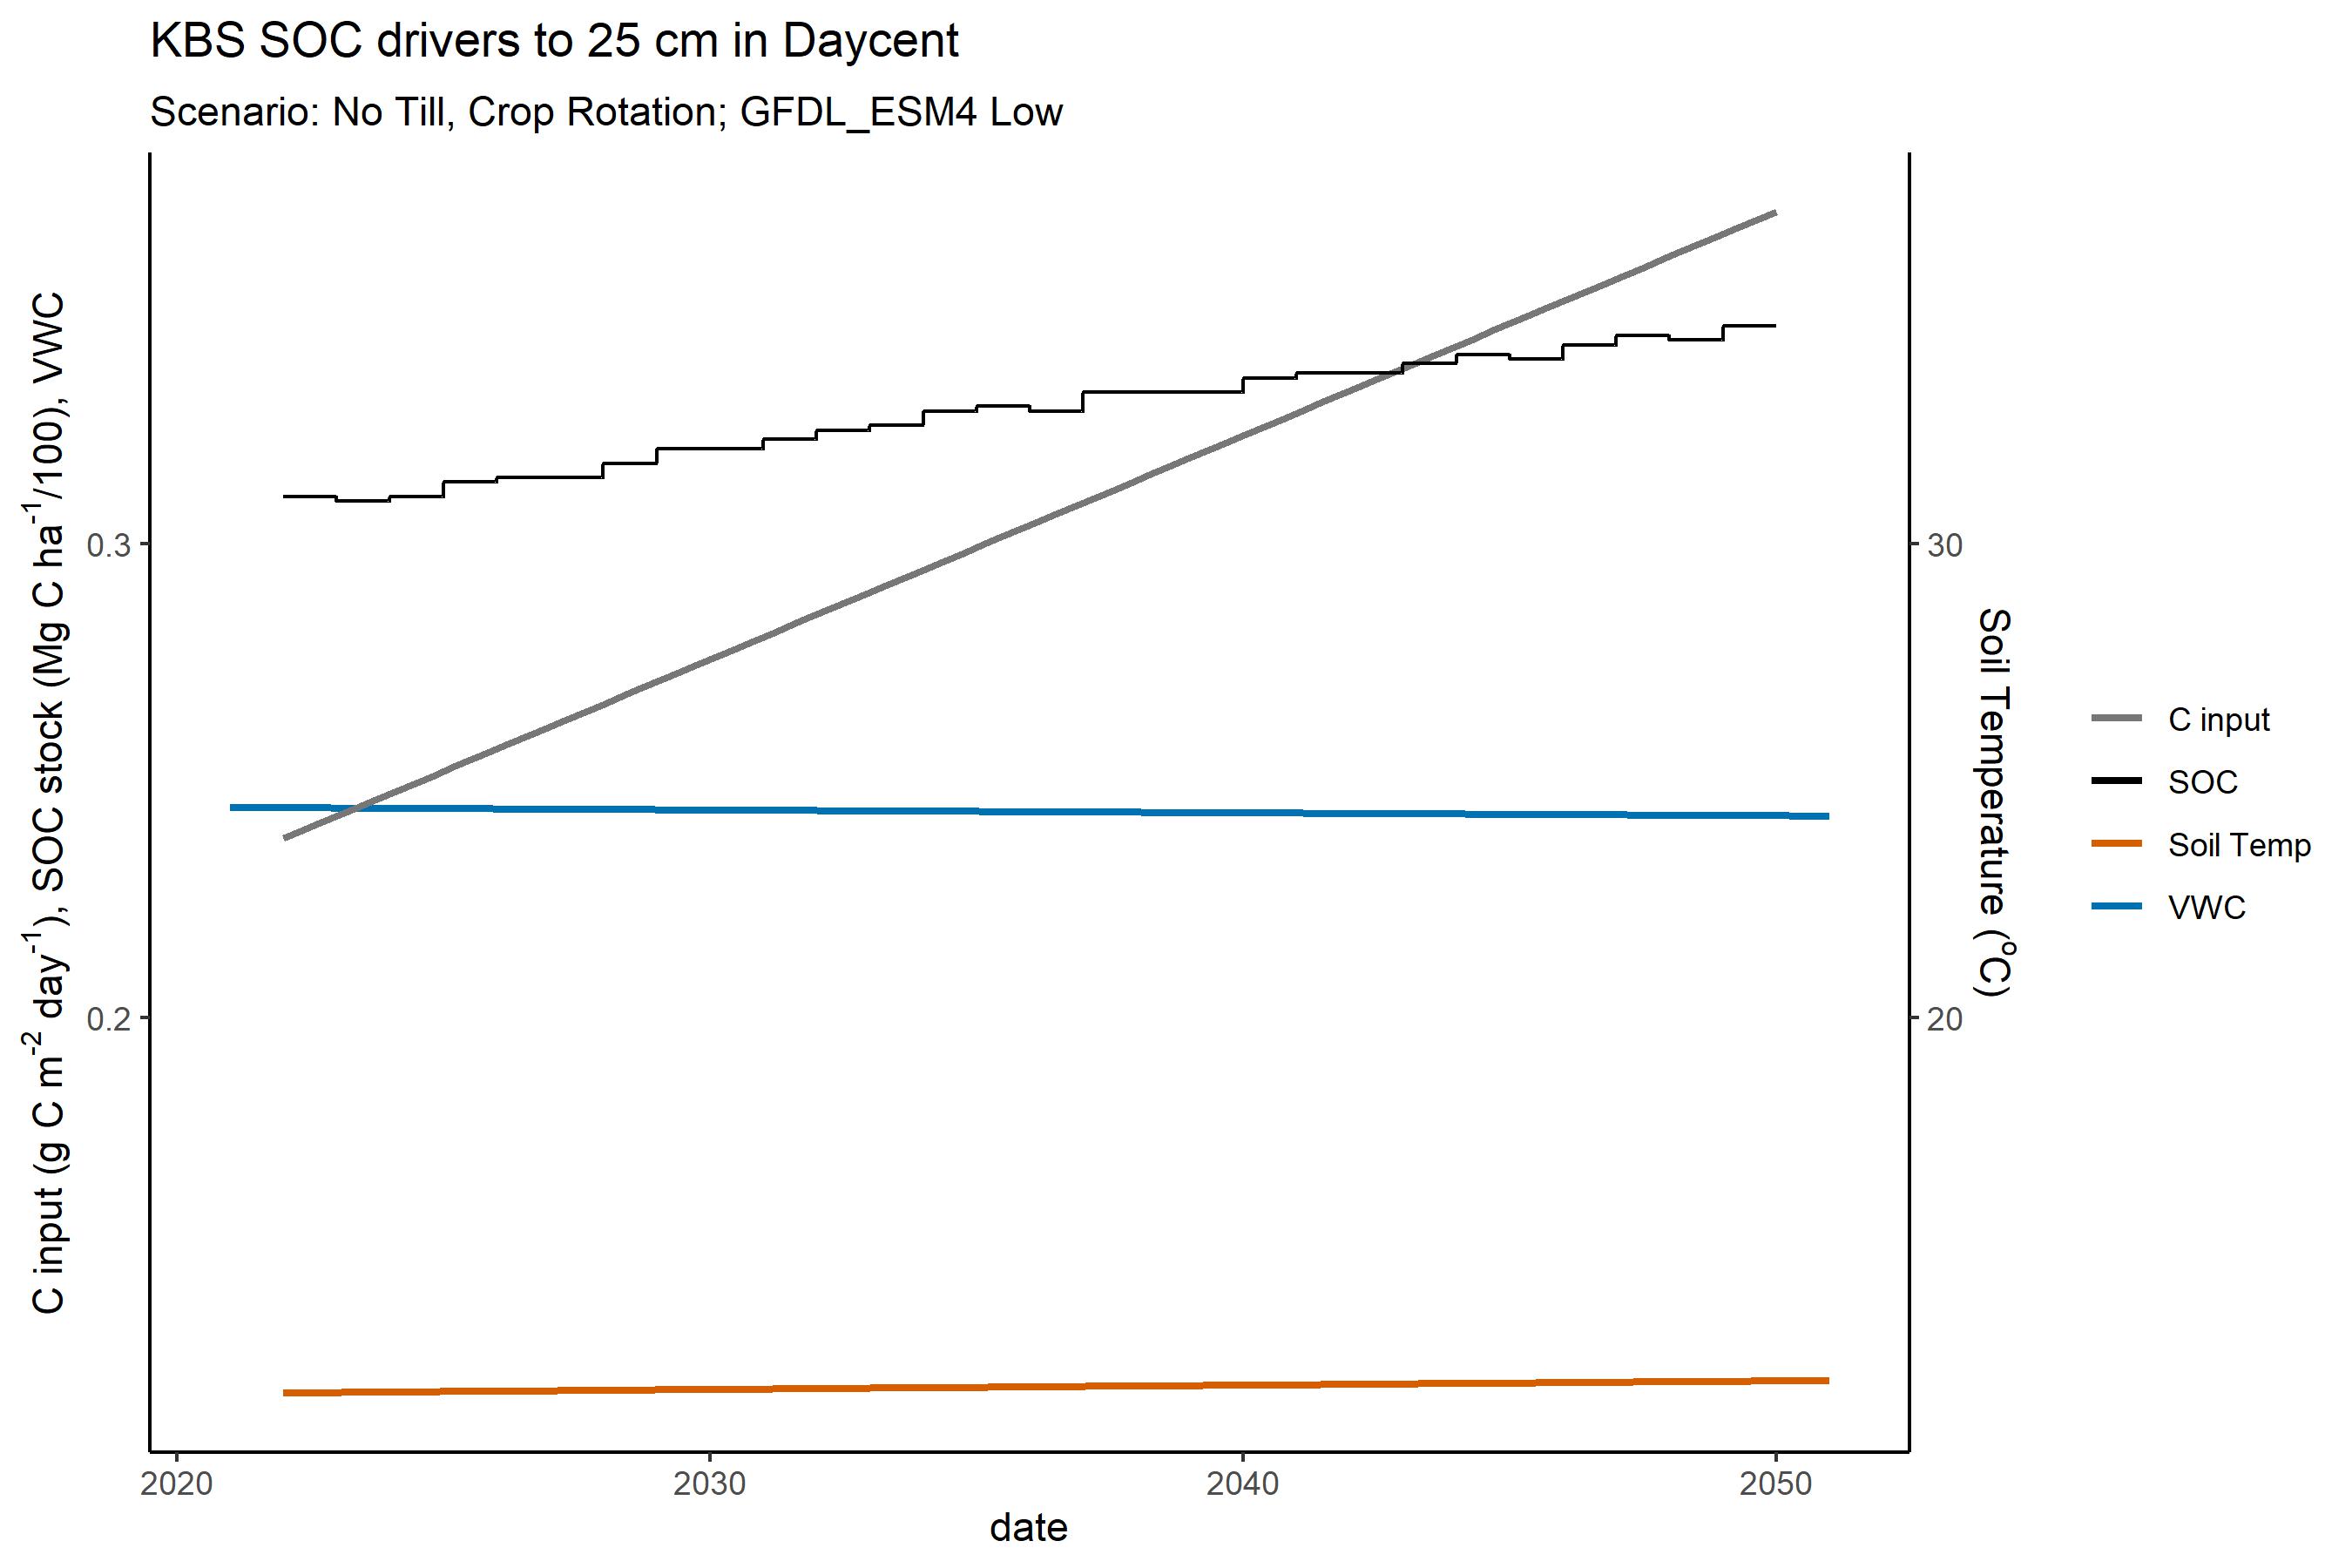 KBS SOC drivers to 25 cm in Daycent
Scenario: No Till, Crop Rotation; GFDL_ESM4 Low
C input (g C m⁻² day⁻¹), SOC stock (Mg C ha⁻¹/100), VWC
0.3
0.2
30
20
Soil Temperature (°C)
C input
SOC
Soil Temp
VWC
2020 2030 2040 2050
date